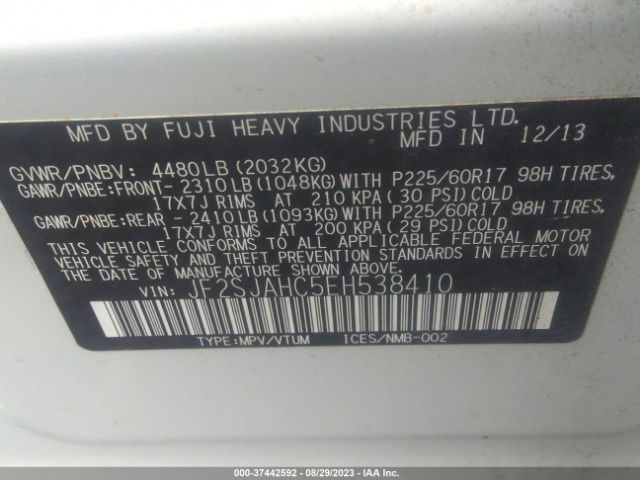 MFD BY FUJI HEAVY INDUSTRIES LTD.
MFD IN 12/13
GVWR/PNBV: 4480LB (2032KG)
GAWR/PNBE:FRONT- 2310LB (1048KG)WITH P225/60R17 98H TIRES,
17X7J RIMS AT 210 KPA (30 PSI) COLD
GAWR/PNBE:REAR - 2410LB (1093KG)WITH P225/60R17 98H TIRES,
17X7J RIMS AT 200 KPA (29 PSI) COLD
THIS VEHICLE CONFORMS TO ALL APPLICABLE FEDERAL MOTOR
VEHICLE SAFETY, BUMPER, AND THEFT PREVENTION
STANDARDS IN EFFECT ON THE DATE OF MANUFACTURE SHOWN ABOVE.
VIN: JF2SJAHC5EH538410
TYPE:MPV/VTUM ICES/NMB-002
000-37442592 - 08/29/2023 - IAAI.COM